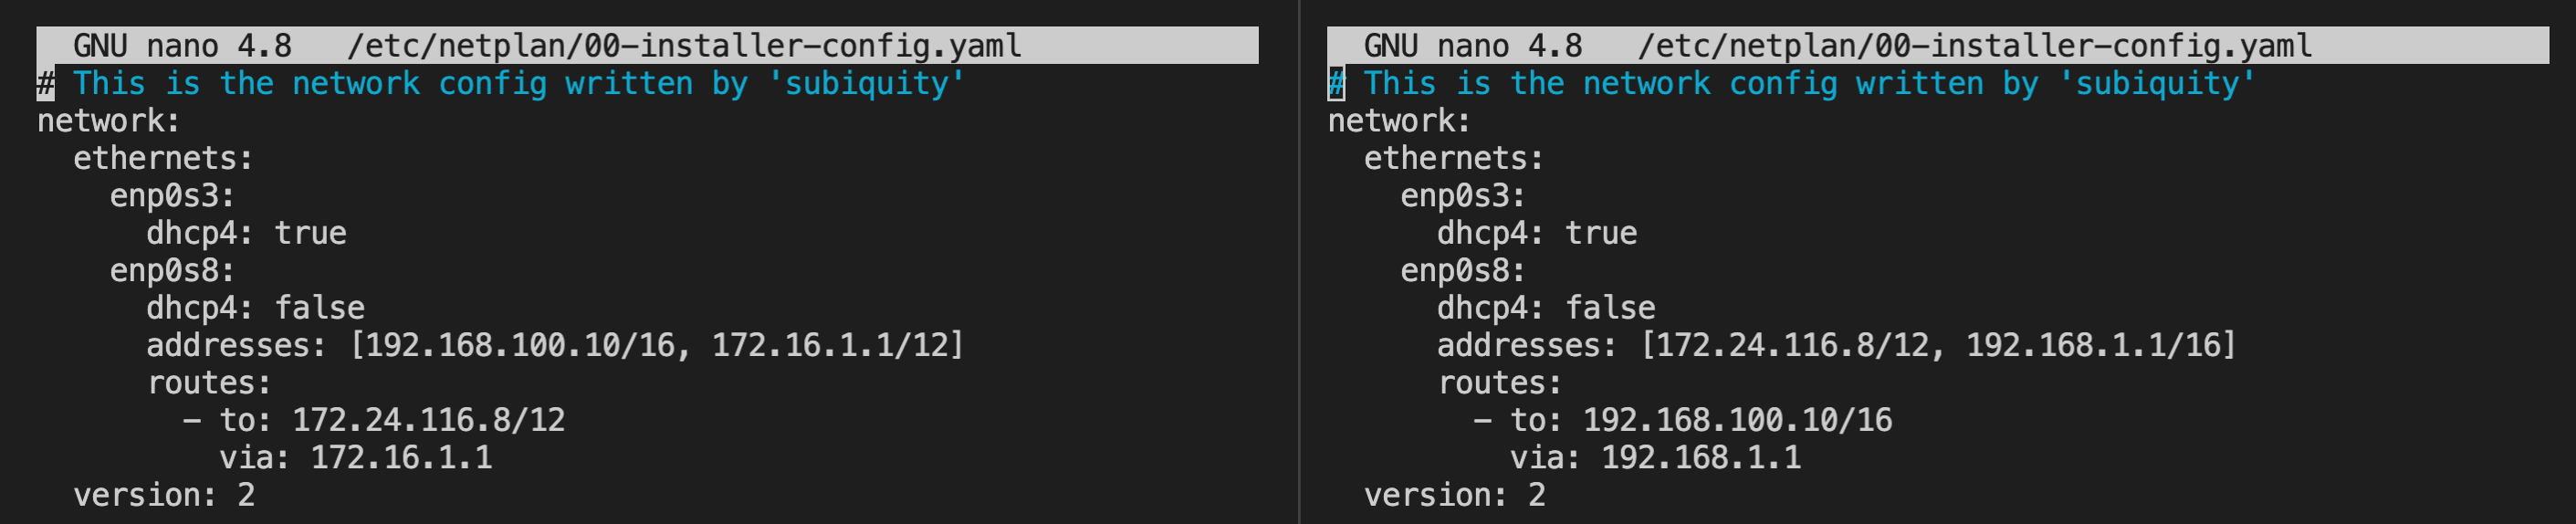 GNU nano 4.8   /etc/netplan/00-installer-config.yaml
# This is the network config written by 'subiquity'
network:
  ethernets:
    enp0s3:
      dhcp4: true
    enp0s8:
      dhcp4: false
      addresses: [192.168.100.10/16, 172.16.1.1/12]
      routes:
        - to: 172.24.116.8/12
          via: 172.16.1.1
  version: 2
GNU nano 4.8   /etc/netplan/00-installer-config.yaml
# This is the network config written by 'subiquity'
network:
  ethernets:
    enp0s3:
      dhcp4: true
    enp0s8:
      dhcp4: false
      addresses: [172.24.116.8/12, 192.168.1.1/16]
      routes:
        - to: 192.168.100.10/16
          via: 192.168.1.1
  version: 2